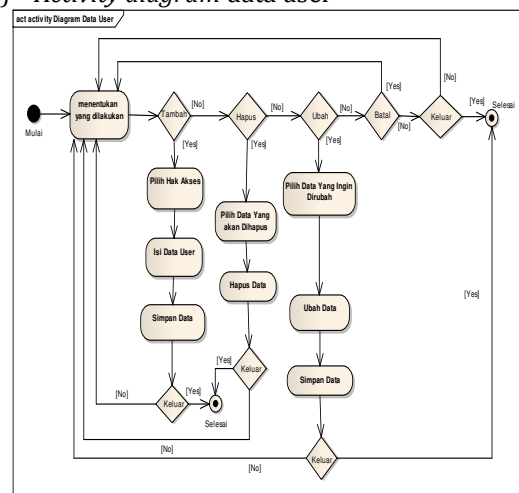 Activity diagram data user
act activity Diagram Data User
[No]
[Yes]
menentukan
yang dilakukan
[No]
[No]
[No]
[Yes]
Mulai
Tambah
Hapus
Ubah
Batal
[No]
Keluar
Selesai
[Yes]
[Yes]
[Yes]
Pilih Hak Akses
Pilih Data Yang Ingin
Dirubah
Pilih Data Yang
akan Dihapus
Isi Data User
Hapus Data
[Yes]
Simpan Data
Ubah Data
[Yes]
Keluar
Simpan Data
[No]
Keluar
[Yes]
Selesai
[No]
Keluar
[No]